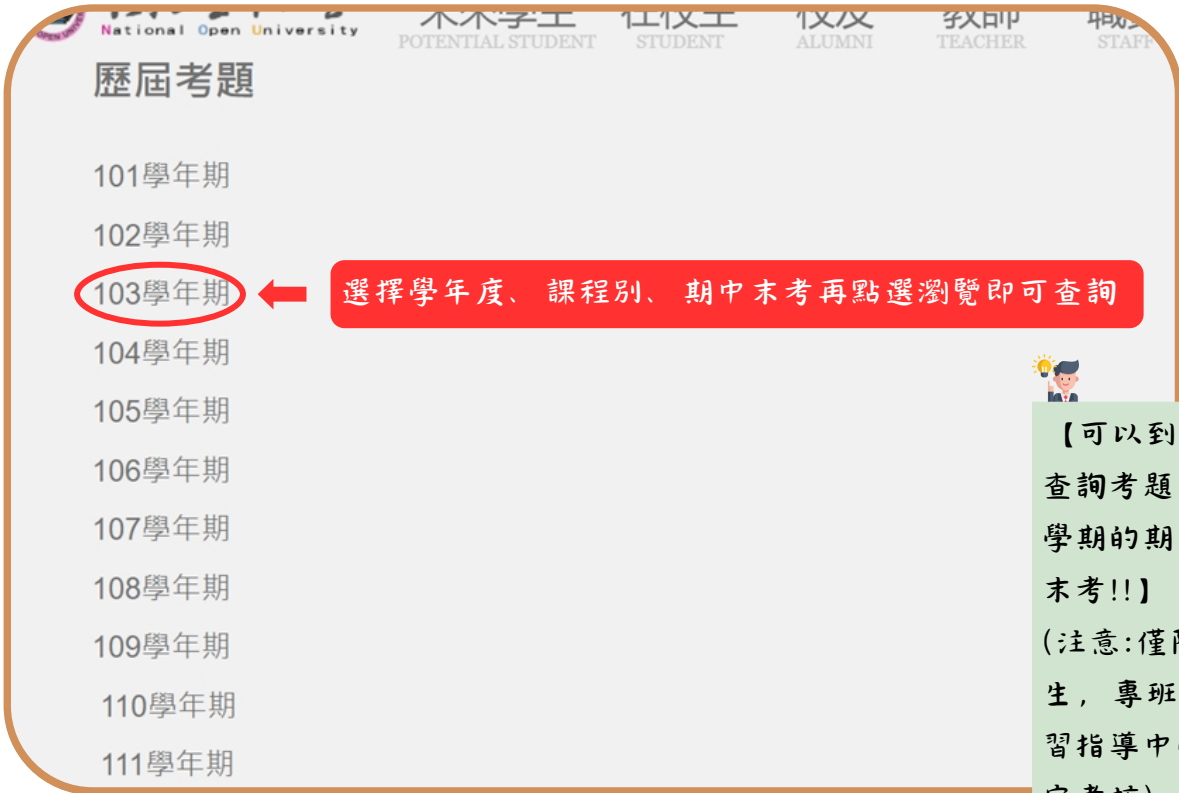 National Open University
未來學生 在校生 校友 教師
POTENTIAL STUDENT STUDENT ALUMNI TEACHER STAFF
歷屆考題
101學年期
102學年期
103學年期
選擇學年度、課程別、期中末考再點選瀏覽即可查詢
104學年期
105學年期
106學年期
107學年期
108學年期
109學年期
110學年期
111學年期
【可以到
查詢考題
學期的期
末考!!】
(注意:僅
生，專班
習指導中